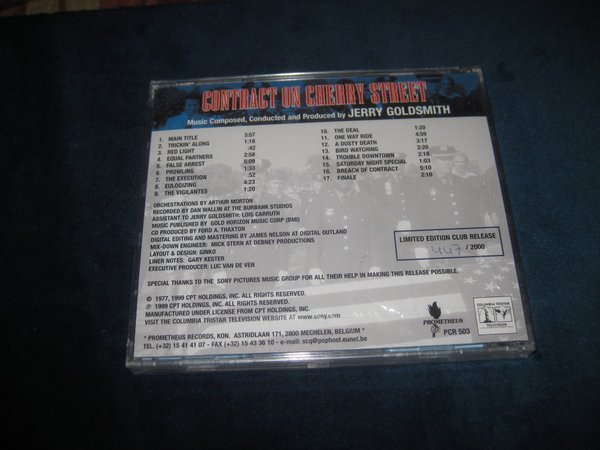 CONTRACT ON CHERRY STREET
Music Composed, Conducted and Produced by JERRY GOLDSMITH
1. MAIN TITLE 3:57
2. TRICKIN' ALONG 1:18
3. RED LIGHT :42
4. EQUAL PARTNERS 2:58
5. FALSE ARREST 5:09
6. PROWLING 1:33
7. THE EXECUTION :52
8. EULOGIZING 4:23
9. THE VIGILANTES 1:20
10. THE DEAL 1:20
11. ONE WAY RIDE 4:59
12. A DUSTY DEATH 3:17
13. BIRD WATCHING 2:20
14. TROUBLE DOWNTOWN 2:18
15. SATURDAY NIGHT SPECIAL 1:03
16. BREACH OF CONTRACT 5:10
17. FINALE 2:10
ORCHESTRATIONS BY ARTHUR MORTON
RECORDED BY DAN WALLIN AT THE BURBANK STUDIOS
ASSISTANT TO JERRY GOLDSMITH: LOIS CARRUTH
MUSIC PUBLISHED BY GOLD HORIZON MUSIC CORP (BMI)
CD PRODUCED BY FORD A. THAXTON
DIGITAL EDITING AND MASTERING BY JAMES NELSON AT DIGITAL OUTLAND
MIX-DOWN ENGINEER: MICK STERN AT DEBNEY PRODUCTIONS
LAYOUT & DESIGN: GINKO
LINER NOTES: GARY KESTER
EXECUTIVE PRODUCER: LUC VAN DE VEN
LIMITED EDITION CLUB RELEASE
447 / 2000
SPECIAL THANKS TO THE SONY PICTURES MUSIC GROUP FOR ALL THEIR HELP IN MAKING THIS RELEASE POSSIBLE.
© 1977, 1999 CPT HOLDINGS, INC. ALL RIGHTS RESERVED.
℗ 1999 CPT HOLDINGS, INC. ALL RIGHTS RESERVED.
MANUFACTURED UNDER LICENSE FROM CPT HOLDINGS, INC.
VISIT THE COLUMBIA TRISTAR TELEVISION WEBSITE AT www.sony.com
* PROMETHEUS RECORDS, KON. ASTRIDLAAN 171, 2800 MECHELEN, BELGIUM *
TEL. (+32) 15 41 41 07 - FAX (+32) 15 43 36 10 - e-mail: scq@pophost.eunet.be
PROMETHEUS
PCR 503
COLUMBIA TRISTAR
TELEVISION